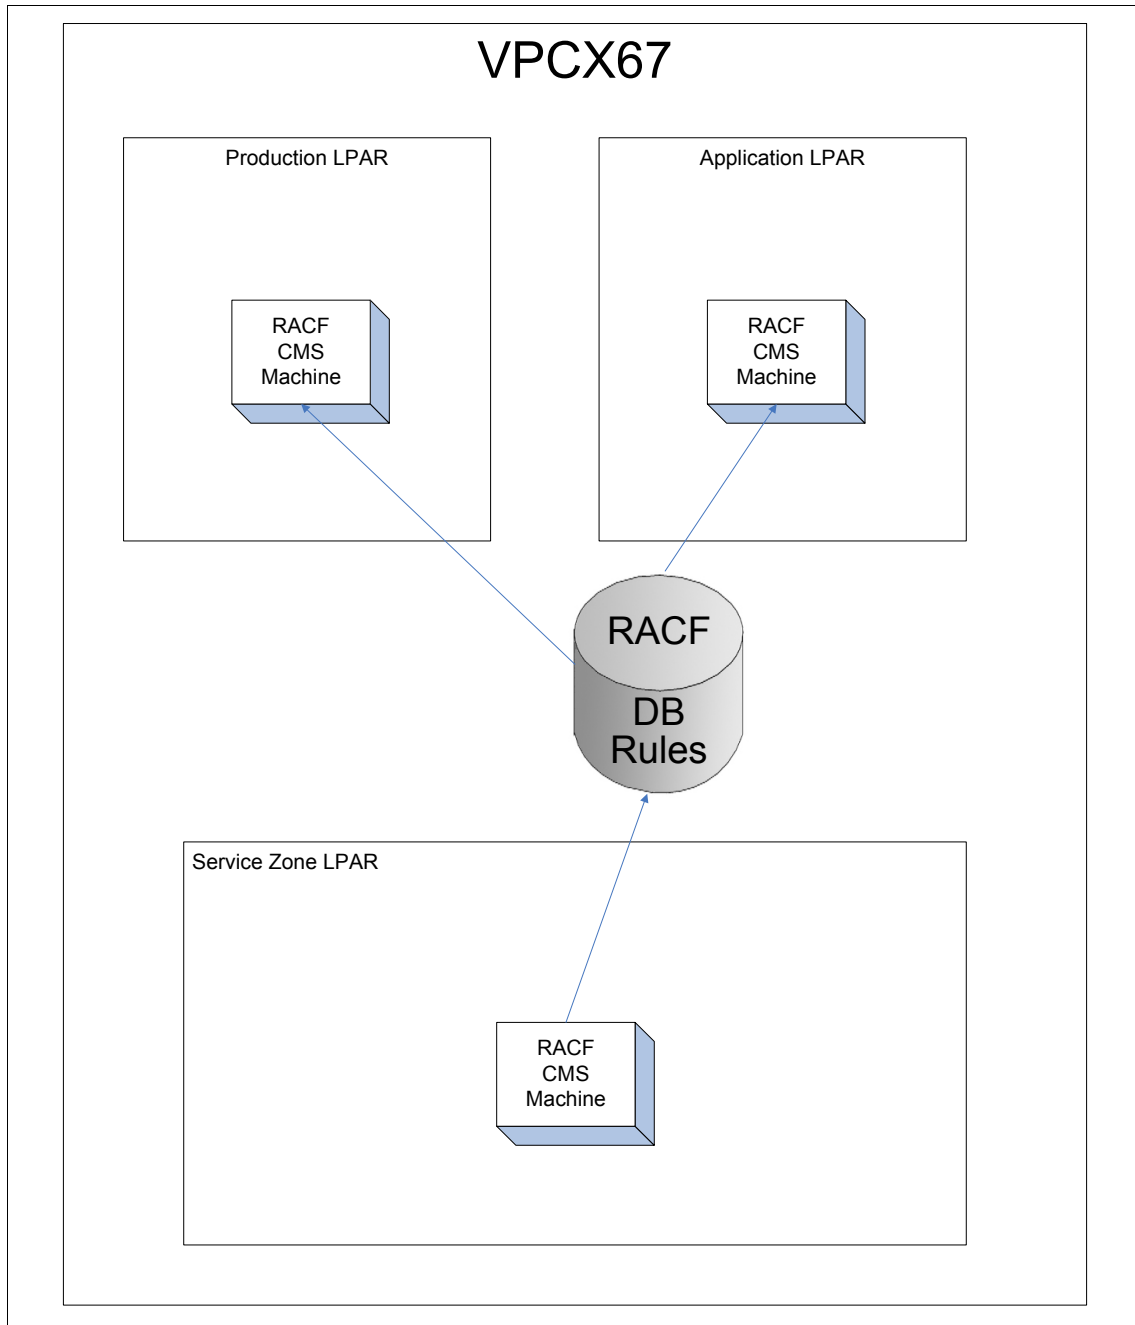 VPCX67
Production LPAR
RACF
CMS
Machine
Application LPAR
RACF
CMS
Machine
RACF
DB
Rules
Service Zone LPAR
RACF
CMS
Machine